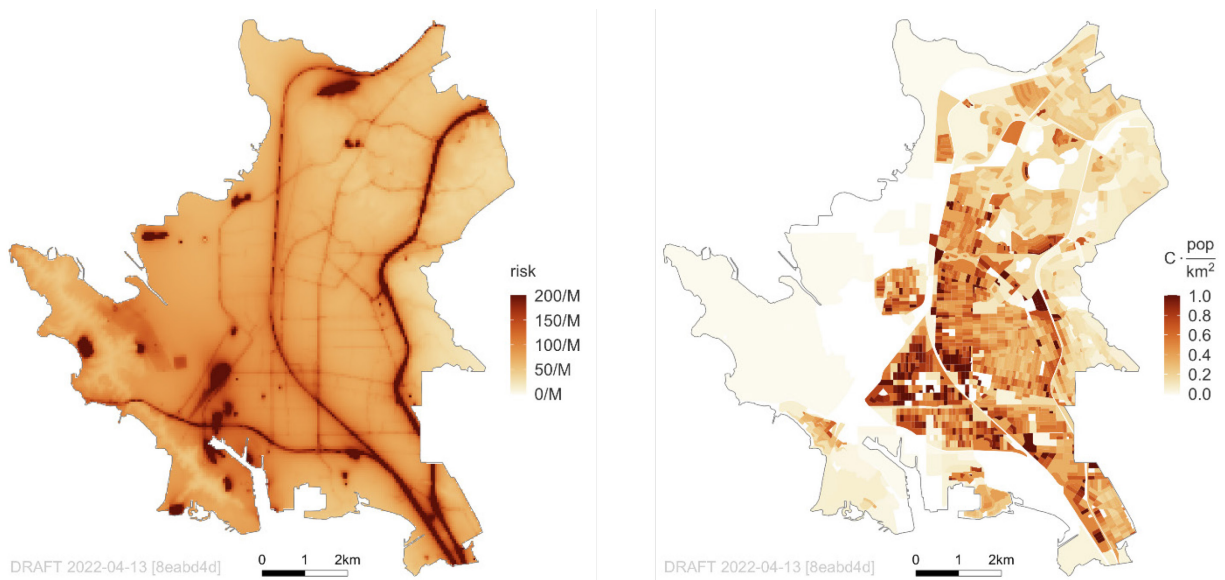 risk
200/M
150/M
100/M
50/M
0/M
DRAFT 2022-04-13 [8eabd4d]
0 1 2km
C · pop
km²
1.0
0.8
0.6
0.4
0.2
0.0
DRAFT 2022-04-13 [8eabd4d]
0 1 2km